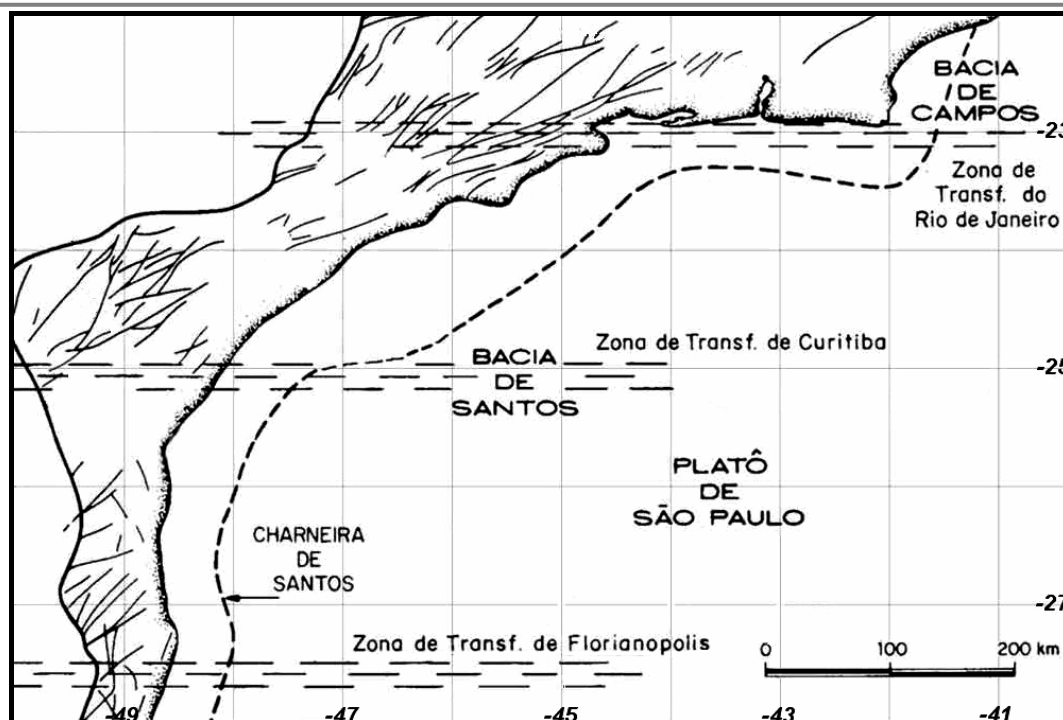 BACIA
DE
CAMPOS
-23
Zona de
Transf. do
Rio de Janeiro
Zona de Transf. de Curitiba
-25
BACIA
DE
SANTOS
PLATÔ
DE
SÃO PAULO
CHARNEIRA
DE
SANTOS
-27
Zona de Transf. de Florianopolis
0 100 200 km
-49 -47 -45 -43 -41